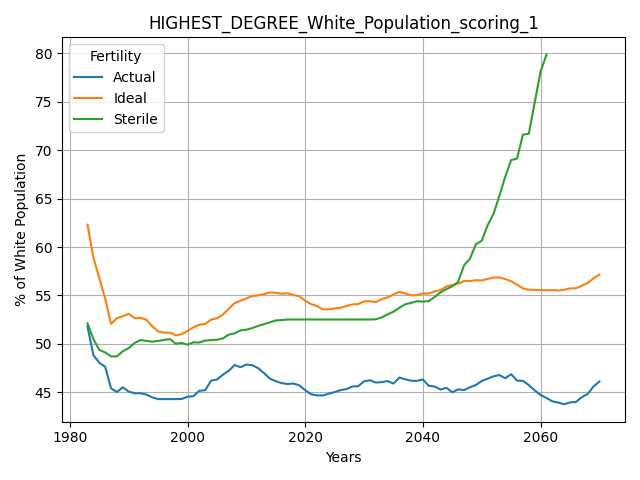 HIGHEST_DEGREE_White_Population_scoring_1
Fertility
Actual
Ideal
Sterile
% of White Population
80
75
70
65
60
55
50
45
1980 2000 2020 2040 2060
Years